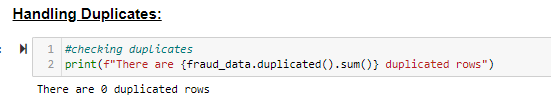 Handling Duplicates:
1 #checking duplicates
2 print(f"There are {fraud_data.duplicated().sum()} duplicated rows")
There are 0 duplicated rows